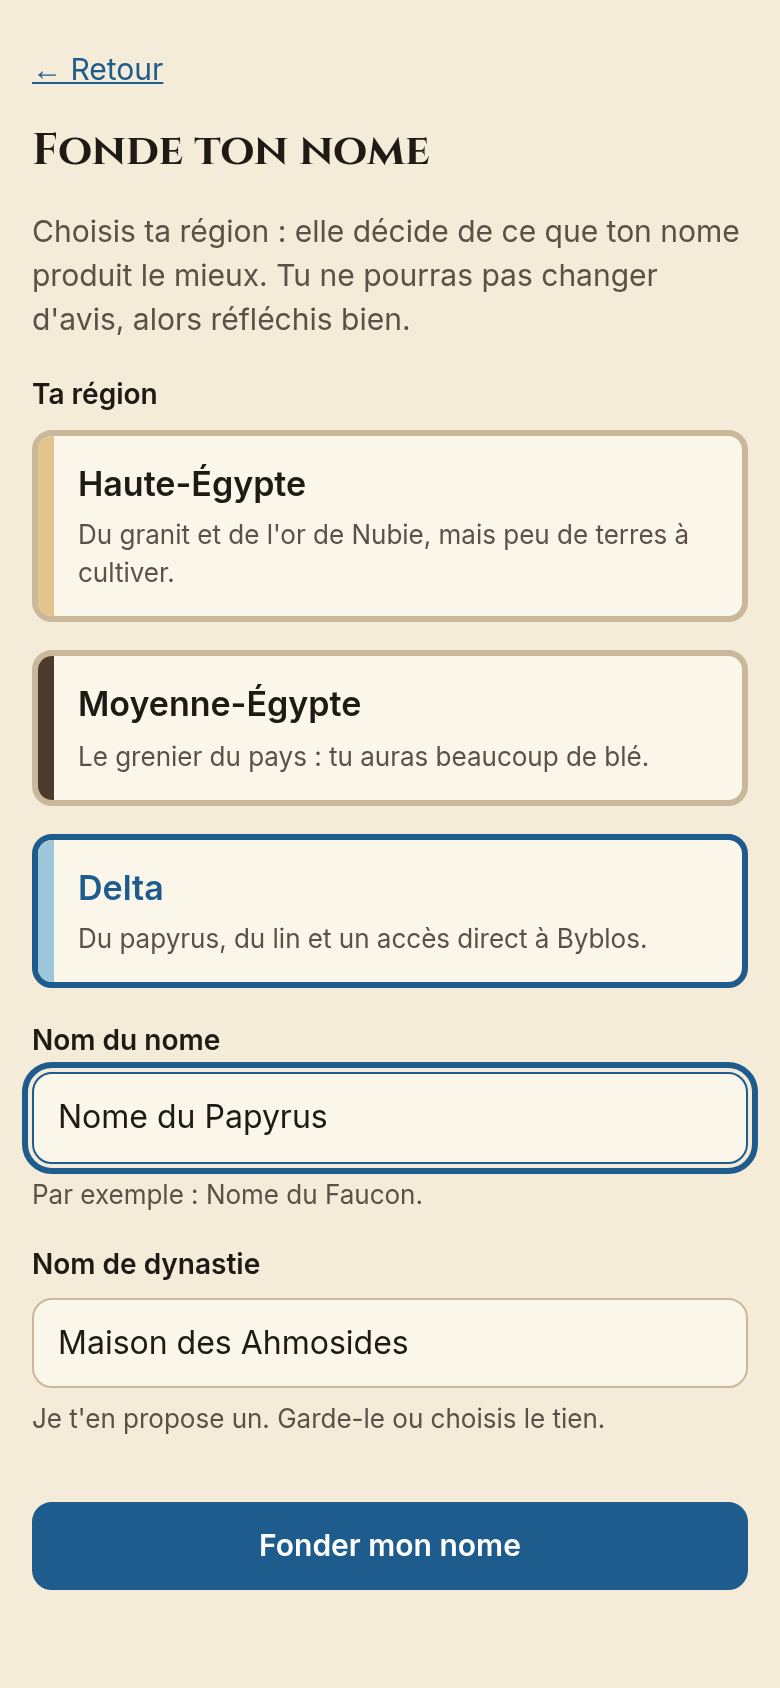 ← Retour
Fonde ton nome
Choisis ta région : elle décide de ce que ton nome
produit le mieux. Tu ne pourras pas changer
d'avis, alors réfléchis bien.
Ta région
Haute-Égypte
Du granit et de l'or de Nubie, mais peu de terres à
cultiver.
Moyenne-Égypte
Le grenier du pays : tu auras beaucoup de blé.
Delta
Du papyrus, du lin et un accès direct à Byblos.
Nom du nome
Nome du Papyrus
Par exemple : Nome du Faucon.
Nom de dynastie
Maison des Ahmosides
Je t'en propose un. Garde-le ou choisis le tien.
Fonder mon nome